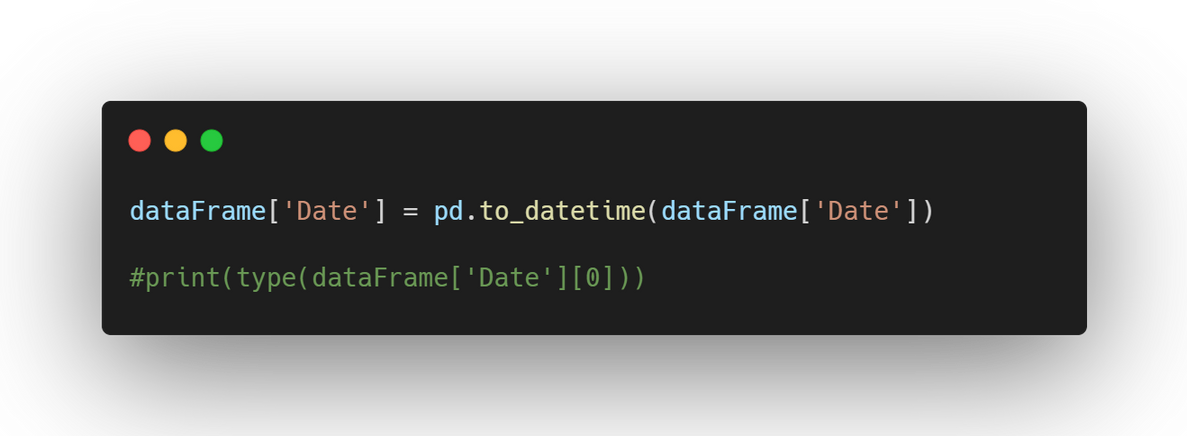 dataFrame['Date'] = pd.to_datetime(dataFrame['Date'])
#print(type(dataFrame['Date'][0]))